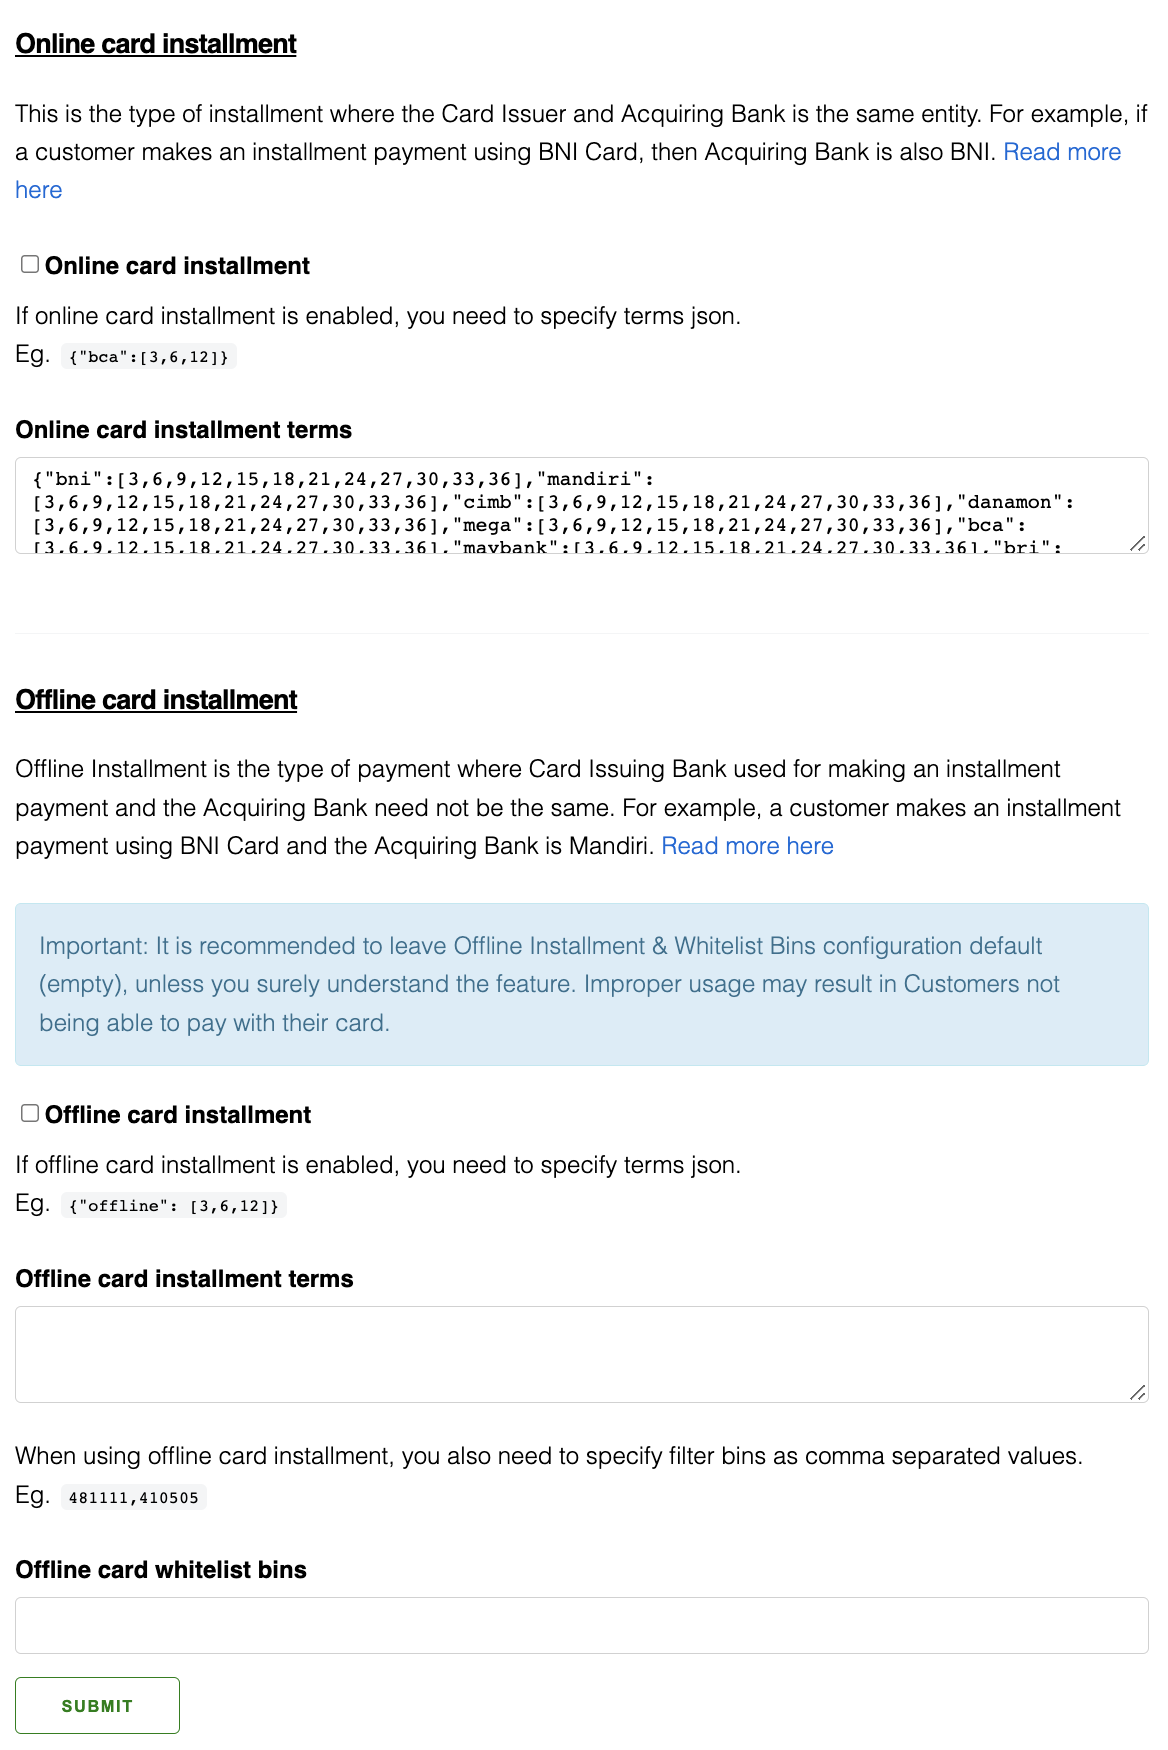 Online card installment
This is the type of installment where the Card Issuer and Acquiring Bank is the same entity. For example, if
a customer makes an installment payment using BNI Card, then Acquiring Bank is also BNI. Read more
here
Online card installment
If online card installment is enabled, you need to specify terms json.
Eg. {"bca":[3,6,12]}
Online card installment terms
{"bni":[3,6,9,12,15,18,21,24,27,30,33,36],"mandiri":
[3,6,9,12,15,18,21,24,27,30,33,36],"cimb":[3,6,9,12,15,18,21,24,27,30,33,36],"danamon":
[3,6,9,12,15,18,21,24,27,30,33,36],"mega":[3,6,9,12,15,18,21,24,27,30,33,36],"bca":
[3,6,9,12,15,18,21,24,27,30,33,36],"maybank":[3,6,9,12,15,18,21,24,27,30,33,36],"bri":
Offline card installment
Offline Installment is the type of payment where Card Issuing Bank used for making an installment
payment and the Acquiring Bank need not be the same. For example, a customer makes an installment
payment using BNI Card and the Acquiring Bank is Mandiri. Read more here
Important: It is recommended to leave Offline Installment & Whitelist Bins configuration default
(empty), unless you surely understand the feature. Improper usage may result in Customers not
being able to pay with their card.
Offline card installment
If offline card installment is enabled, you need to specify terms json.
Eg. {"offline": [3,6,12]}
Offline card installment terms
When using offline card installment, you also need to specify filter bins as comma separated values.
Eg. 481111,410505
Offline card whitelist bins
SUBMIT